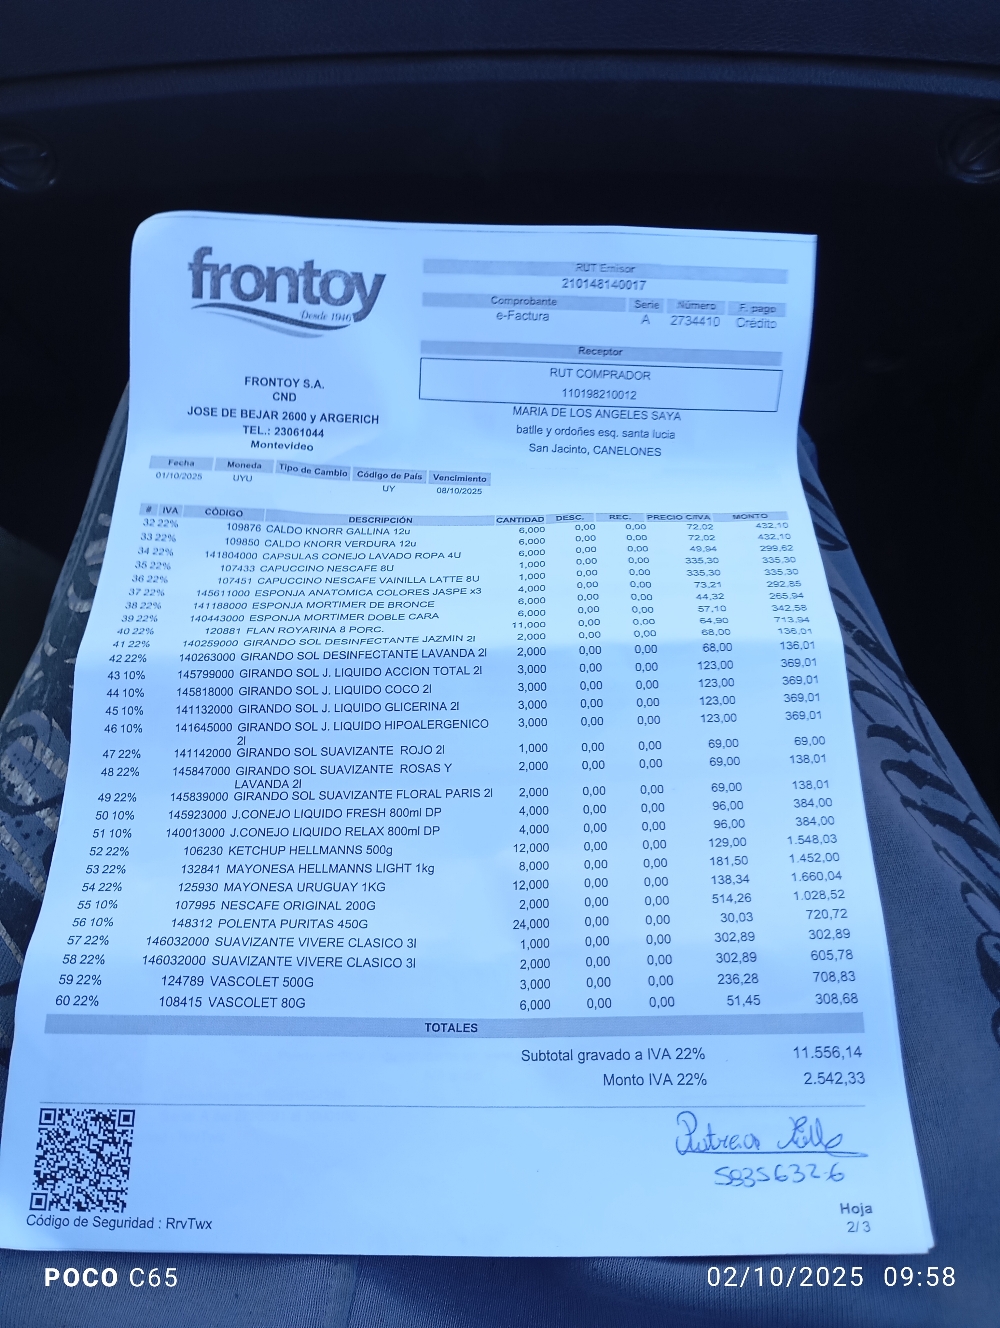 frontoy
Desde 1946
RUT Emisor
210148140017
Comprobante Serie Número F. pago
e-Factura A 2734410 Crédito
Receptor
RUT COMPRADOR
110198210012
MARIA DE LOS ANGELES SAYA
batlle y ordoñes esq. santa lucia
San Jacinto, CANELONES
FRONTOY S.A.
CND
JOSE DE BEJAR 2600 y ARGERICH
TEL.: 23061044
Montevideo
Fecha Moneda Tipo de Cambio Código de País Vencimiento
01/10/2025 UYU UY 08/10/2025
# IVA CÓDIGO DESCRIPCIÓN CANTIDAD DESC. REC. PRECIO C/IVA MONTO
32 22% 109876 CALDO KNORR GALLINA 12u 6,000 0,00 0,00 72,02 432,10
33 22% 109850 CALDO KNORR VERDURA 12u 6,000 0,00 0,00 72,02 432,10
34 22% 141804000 CAPSULAS CONEJO LAVADO ROPA 4U 6,000 0,00 0,00 49,94 299,62
35 22% 107433 CAPUCCINO NESCAFE 8U 1,000 0,00 0,00 335,30 335,30
36 22% 107451 CAPUCCINO NESCAFE VAINILLA LATTE 8U 1,000 0,00 0,00 335,30 335,30
37 22% 145611000 ESPONJA ANATOMICA COLORES JASPE x3 4,000 0,00 0,00 73,21 292,85
38 22% 141188000 ESPONJA MORTIMER DE BRONCE 6,000 0,00 0,00 44,32 265,94
39 22% 140443000 ESPONJA MORTIMER DOBLE CARA 6,000 0,00 0,00 57,10 342,58
40 22% 120881 FLAN ROYARINA 8 PORC. 11,000 0,00 0,00 64,90 713,94
41 22% 140259000 GIRANDO SOL DESINFECTANTE JAZMIN 2l 2,000 0,00 0,00 68,00 136,01
42 22% 140263000 GIRANDO SOL DESINFECTANTE LAVANDA 2l 2,000 0,00 0,00 68,00 136,01
43 10% 145799000 GIRANDO SOL J. LIQUIDO ACCION TOTAL 2l 3,000 0,00 0,00 123,00 369,01
44 10% 145818000 GIRANDO SOL J. LIQUIDO COCO 2l 3,000 0,00 0,00 123,00 369,01
45 10% 141132000 GIRANDO SOL J. LIQUIDO GLICERINA 2l 3,000 0,00 0,00 123,00 369,01
46 10% 141645000 GIRANDO SOL J. LIQUIDO HIPOALERGENICO 3,000 0,00 0,00 123,00 369,01
2l
47 22% 141142000 GIRANDO SOL SUAVIZANTE ROJO 2l 1,000 0,00 0,00 69,00 69,00
48 22% 145847000 GIRANDO SOL SUAVIZANTE ROSAS Y 2,000 0,00 0,00 69,00 138,01
LAVANDA 2l
49 22% 145839000 GIRANDO SOL SUAVIZANTE FLORAL PARIS 2l 2,000 0,00 0,00 69,00 138,01
50 10% 145923000 J.CONEJO LIQUIDO FRESH 800ml DP 4,000 0,00 0,00 96,00 384,00
51 10% 140013000 J.CONEJO LIQUIDO RELAX 800ml DP 4,000 0,00 0,00 96,00 384,00
52 22% 106230 KETCHUP HELLMANNS 500g 12,000 0,00 0,00 129,00 1.548,03
53 22% 132841 MAYONESA HELLMANNS LIGHT 1kg 8,000 0,00 0,00 181,50 1.452,00
54 22% 125930 MAYONESA URUGUAY 1KG 12,000 0,00 0,00 138,34 1.660,04
55 10% 107995 NESCAFE ORIGINAL 200G 2,000 0,00 0,00 514,26 1.028,52
56 10% 148312 POLENTA PURITAS 450G 24,000 0,00 0,00 30,03 720,72
57 22% 146032000 SUAVIZANTE VIVERE CLASICO 3l 1,000 0,00 0,00 302,89 302,89
58 22% 146032000 SUAVIZANTE VIVERE CLASICO 3l 2,000 0,00 0,00 302,89 605,78
59 22% 124789 VASCOLET 500G 3,000 0,00 0,00 236,28 708,83
60 22% 108415 VASCOLET 80G 6,000 0,00 0,00 51,45 308,68
TOTALES
Subtotal gravado a IVA 22% 11.556,14
Monto IVA 22% 2.542,33
5835632-6
Código de Seguridad : RrvTwx
Hoja
2/ 3
POCO C65
02/10/2025 09:58